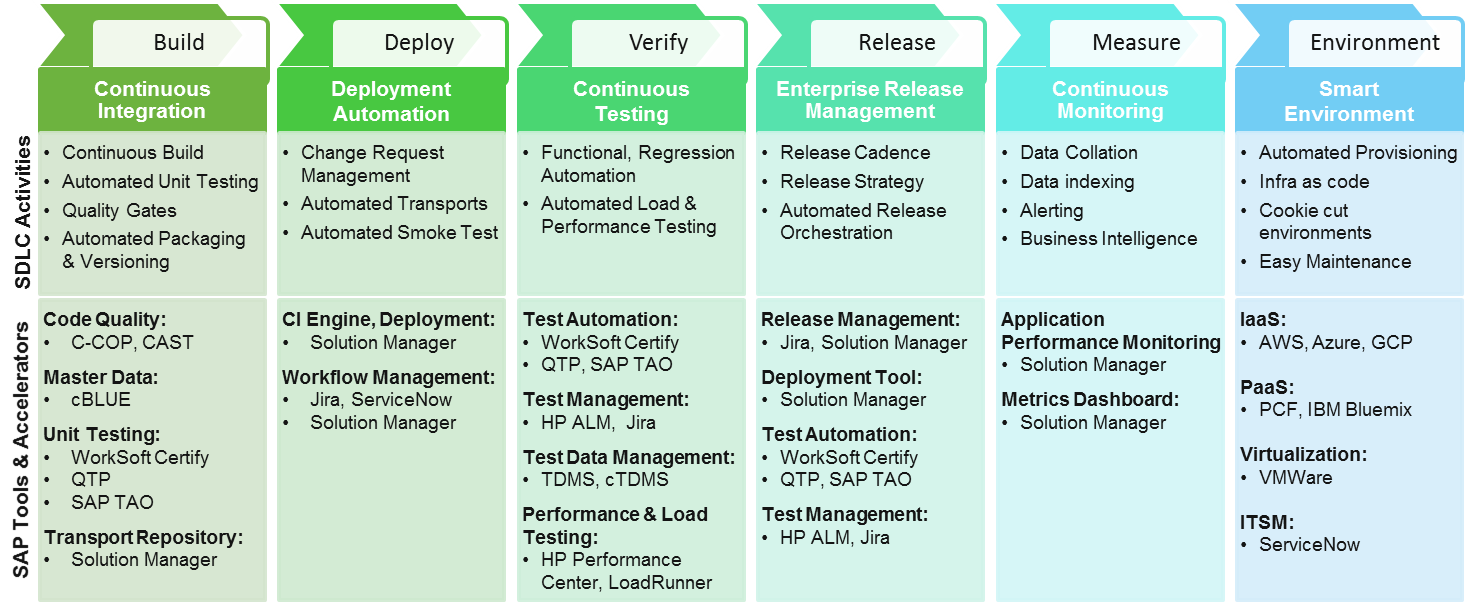 Build
Continuous
Integration
Deploy
Deployment
Automation
Verify
Continuous
Testing
Release
Enterprise Release
Management
Measure
Continuous
Monitoring
Environment
Smart
Environment
SDLC Activities
• Continuous Build
• Automated Unit Testing
• Quality Gates
• Automated Packaging
& Versioning
• Change Request
Management
• Automated Transports
• Automated Smoke Test
• Functional, Regression
Automation
• Automated Load &
Performance Testing
• Release Cadence
• Release Strategy
• Automated Release
Orchestration
• Data Collation
• Data indexing
• Alerting
• Business Intelligence
• Automated Provisioning
• Infra as code
• Cookie cut
environments
• Easy Maintenance
SAP Tools & Accelerators
Code Quality:
• C-COP, CAST
Master Data:
• cBLUE
Unit Testing:
• WorkSoft Certify
• QTP
• SAP TAO
Transport Repository:
• Solution Manager
CI Engine, Deployment:
• Solution Manager
Workflow Management:
• Jira, ServiceNow
• Solution Manager
Test Automation:
• WorkSoft Certify
• QTP, SAP TAO
Test Management:
• HP ALM, Jira
Test Data Management:
• TDMS, cTDMS
Performance & Load
Testing:
• HP Performance
Center, LoadRunner
Release Management:
• Jira, Solution Manager
Deployment Tool:
• Solution Manager
Test Automation:
• WorkSoft Certify
• QTP, SAP TAO
Test Management:
• HP ALM, Jira
Application
Performance Monitoring
• Solution Manager
Metrics Dashboard:
• Solution Manager
IaaS:
• AWS, Azure, GCP
PaaS:
• PCF, IBM Bluemix
Virtualization:
• VMWare
ITSM:
• ServiceNow